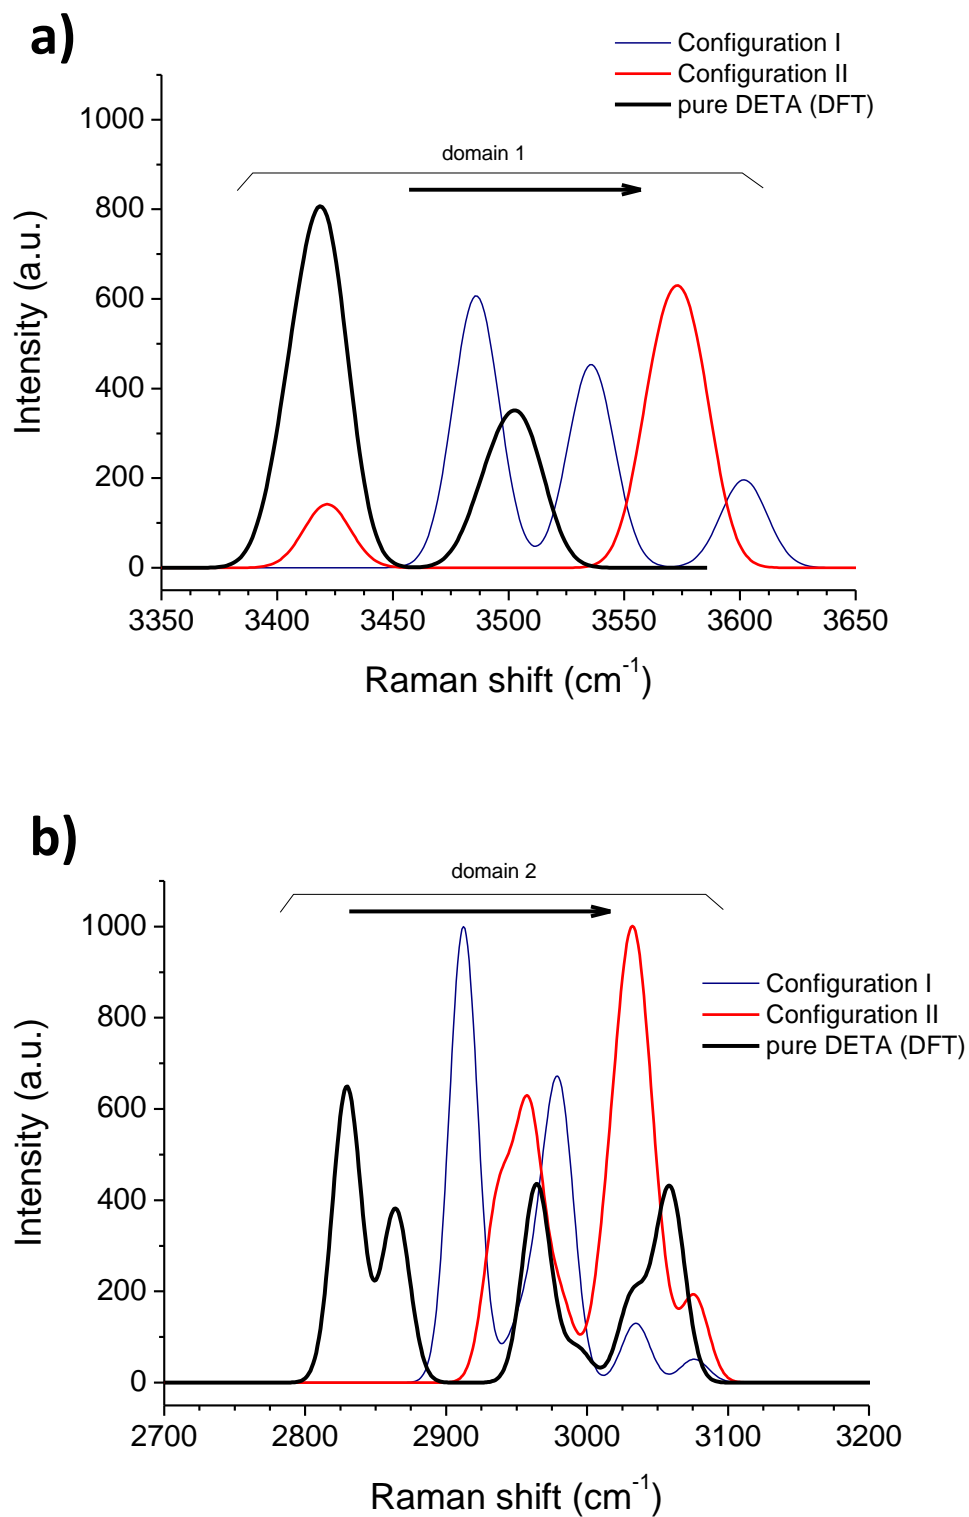 a)
Configuration I
Configuration II
pure DETA (DFT)
domain 1
1000
800
600
400
200
0
Intensity (a.u.)
3350 3400 3450 3500 3550 3600 3650
Raman shift (cm⁻¹)
b)
domain 2
Configuration I
Configuration II
pure DETA (DFT)
1000
800
600
400
200
0
Intensity (a.u.)
2700 2800 2900 3000 3100 3200
Raman shift (cm⁻¹)